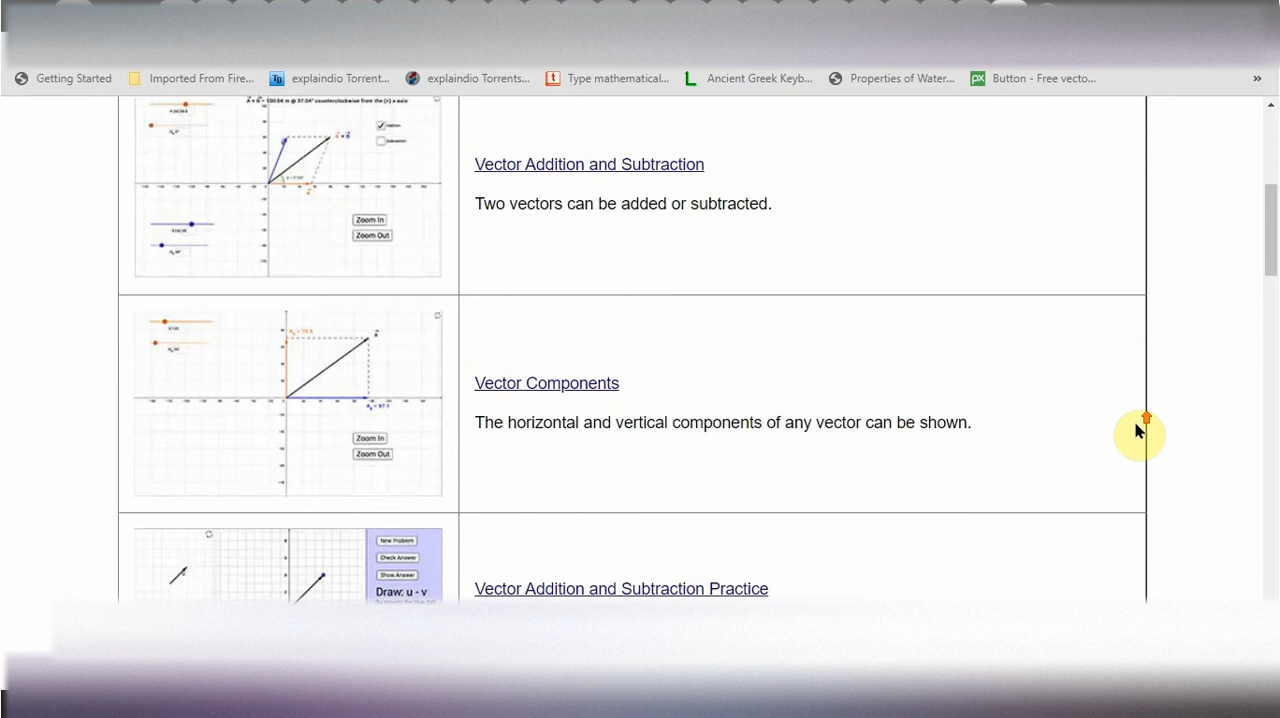 Getting Started Imported From Fire... explaindio Torrent... explaindio Torrents... Type mathematical... Ancient Greek Keyb... Properties of Water... Button - Free vecto... »
Addition
Subtraction
Vector Addition and Subtraction
Two vectors can be added or subtracted.
Zoom In
Zoom Out
Vector Components
The horizontal and vertical components of any vector can be shown.
Zoom In
Zoom Out
New Problem
Check Answer
Show Answer
Draw: u - v
Vector Addition and Subtraction Practice